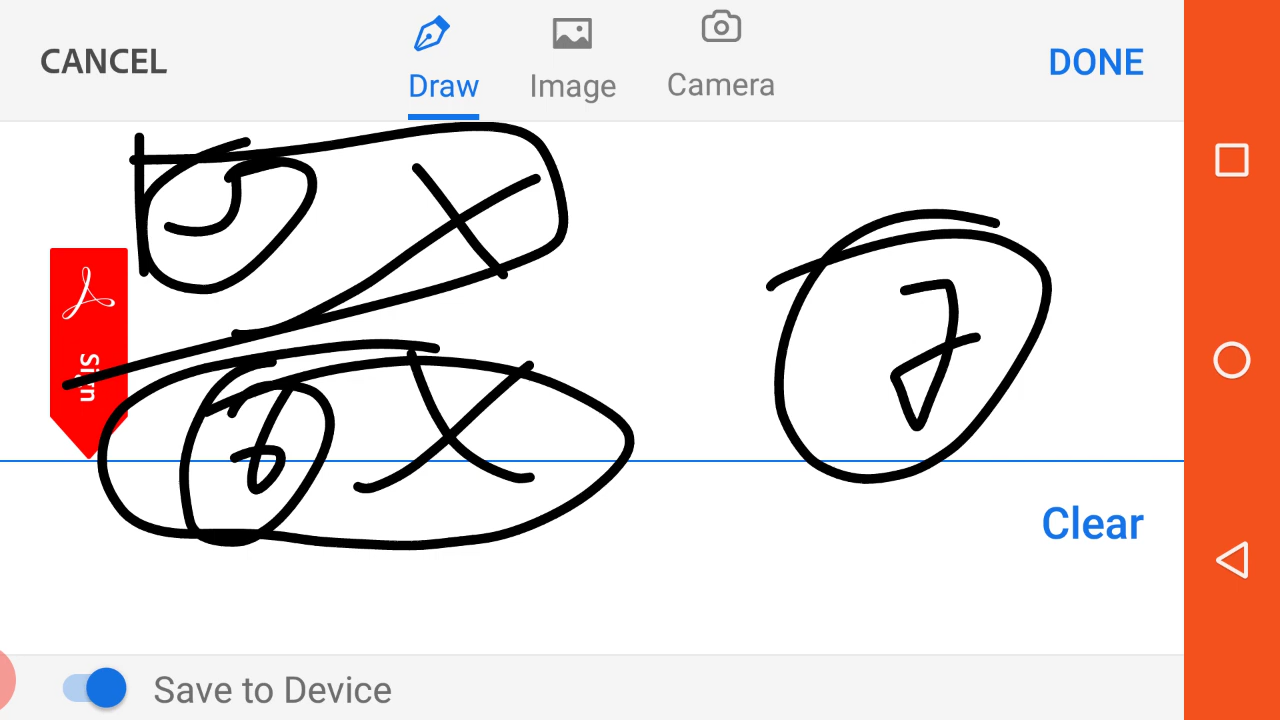 CANCEL
Draw
Image
Camera
DONE
X
Sign
X
Clear
Save to Device